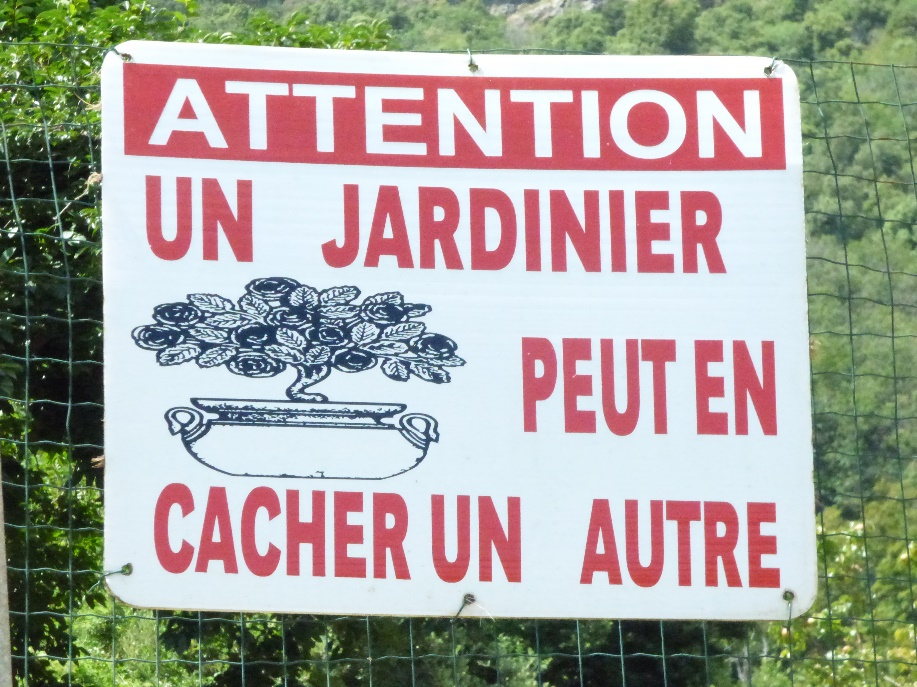 ATTENTION
UN JARDINIER
PEUT EN
CACHER UN AUTRE